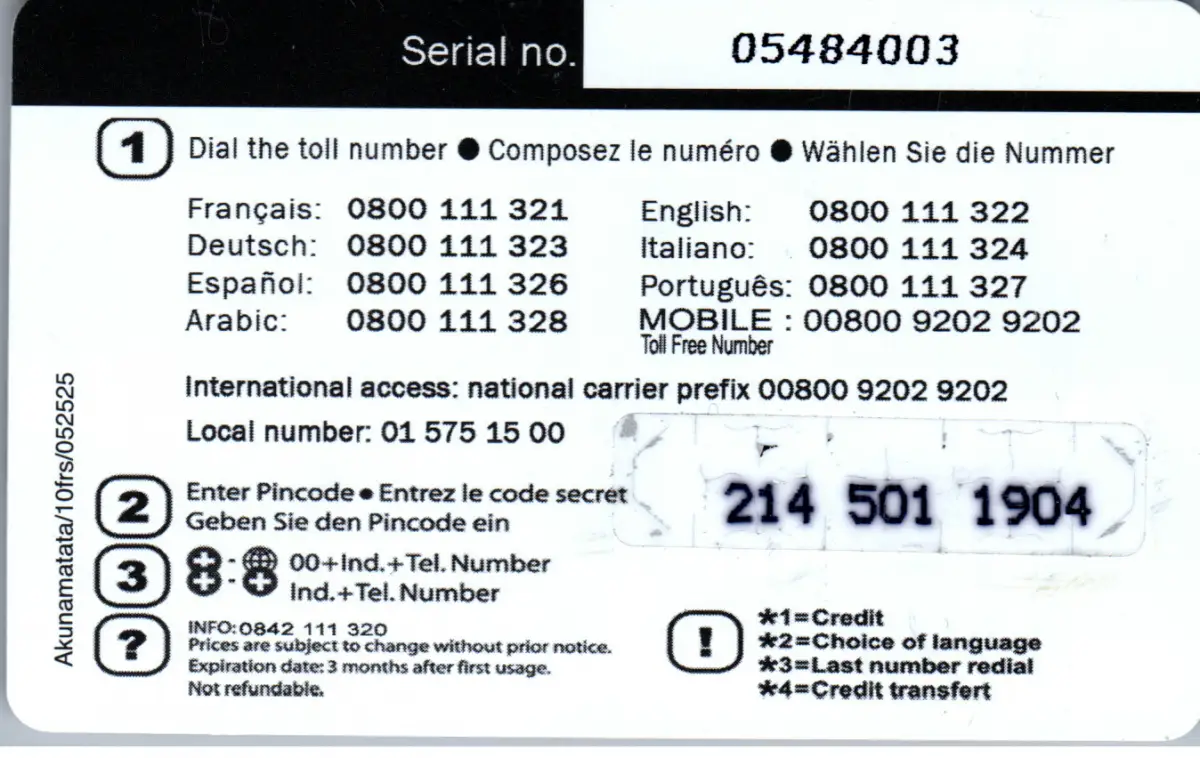 Serial no. 05484003
1 Dial the toll number ● Composez le numéro ● Wählen Sie die Nummer
Français: 0800 111 321 English: 0800 111 322
Deutsch: 0800 111 323 Italiano: 0800 111 324
Español: 0800 111 326 Português: 0800 111 327
Arabic: 0800 111 328 MOBILE : 00800 9202 9202
Toll Free Number
International access: national carrier prefix 00800 9202 9202
Local number: 01 575 15 00
2 Enter Pincode ● Entrez le code secret
Geben Sie den Pincode ein
214 501 1904
3 00+Ind.+Tel. Number
Ind.+Tel. Number
? INFO:0842 111 320
Prices are subject to change without prior notice.
Expiration date: 3 months after first usage.
Not refundable.
! *1=Credit
*2=Choice of language
*3=Last number redial
*4=Credit transfert
Akunamatata/10frs/052525